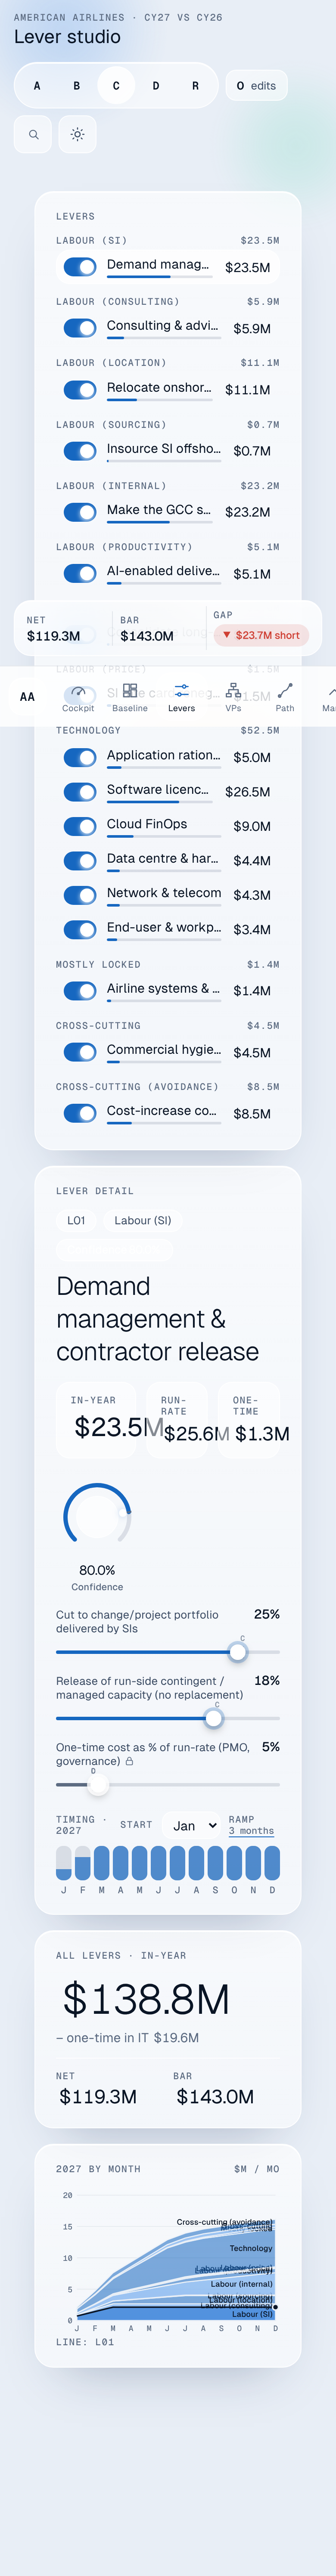 AMERICAN AIRLINES · CY27 VS CY26
Lever studio
A B C D R 0 edits
LEVERS
LABOUR (SI) $23.5M
Demand manag… $23.5M
LABOUR (CONSULTING) $5.9M
Consulting & advi… $5.9M
LABOUR (LOCATION) $11.1M
Relocate onshor… $11.1M
LABOUR (SOURCING) $0.7M
Insource SI offsho… $0.7M
LABOUR (INTERNAL) $23.2M
Make the GCC s… $23.2M
LABOUR (PRODUCTIVITY) $5.1M
AI-enabled delive… $5.1M
NET BAR GAP
$119.3M $143.0M ▼ $23.7M short
LABOUR (PRICE) $1.5M
AA
Cockpit Baseline Levers VPs Path
TECHNOLOGY $52.5M
Application ration… $5.0M
Software licenc… $26.5M
Cloud FinOps $9.0M
Data centre & har… $4.4M
Network & telecom $4.3M
End-user & workp… $3.4M
MOSTLY LOCKED $1.4M
Airline systems & … $1.4M
CROSS-CUTTING $4.5M
Commercial hygie… $4.5M
CROSS-CUTTING (AVOIDANCE) $8.5M
Cost-increase co… $8.5M
LEVER DETAIL
L01 Labour (SI)
Demand
management &
contractor release
IN-YEAR RUN-RATE ONE-TIME
$23.5M $25.6M $1.3M
80.0%
Confidence
Cut to change/project portfolio 25%
delivered by SIs
C
Release of run-side contingent / 18%
managed capacity (no replacement)
C
One-time cost as % of run-rate (PMO, 5%
governance)
D
TIMING · 2027 START Jan RAMP 3 months
J F M A M J J A S O N D
ALL LEVERS · IN-YEAR
$138.8M
− one-time in IT $19.6M
NET BAR
$119.3M $143.0M
2027 BY MONTH $M / MO
20
Cross-cutting (avoidance)
15
Technology
10
5
Labour (internal)
Labour (location)
Labour (SI)
0
J F M A M J J A S O N D
LINE: L01